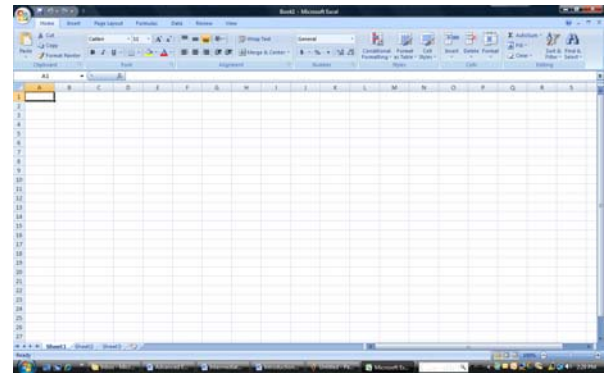 Book1 - Microsoft Excel
Home Insert Page Layout Formulas Data Review View
Cut Calibri 11 Wrap Text General AutoSum
Paste Copy Fill
Format Painter Merge & Center Conditional Formatting Format as Table Cell Styles Insert Delete Format Clear Sort & Filter Find & Select
Clipboard Font Alignment Number Styles Cells Editing
A1
A B C D E F G H I J K L M N O P Q R S
1
2
3
4
5
6
7
8
9
10
11
12
13
14
15
16
17
18
19
20
21
22
23
24
25
26
27
Sheet1 Sheet2 Sheet3
Ready 100%
Microsoft Ex...